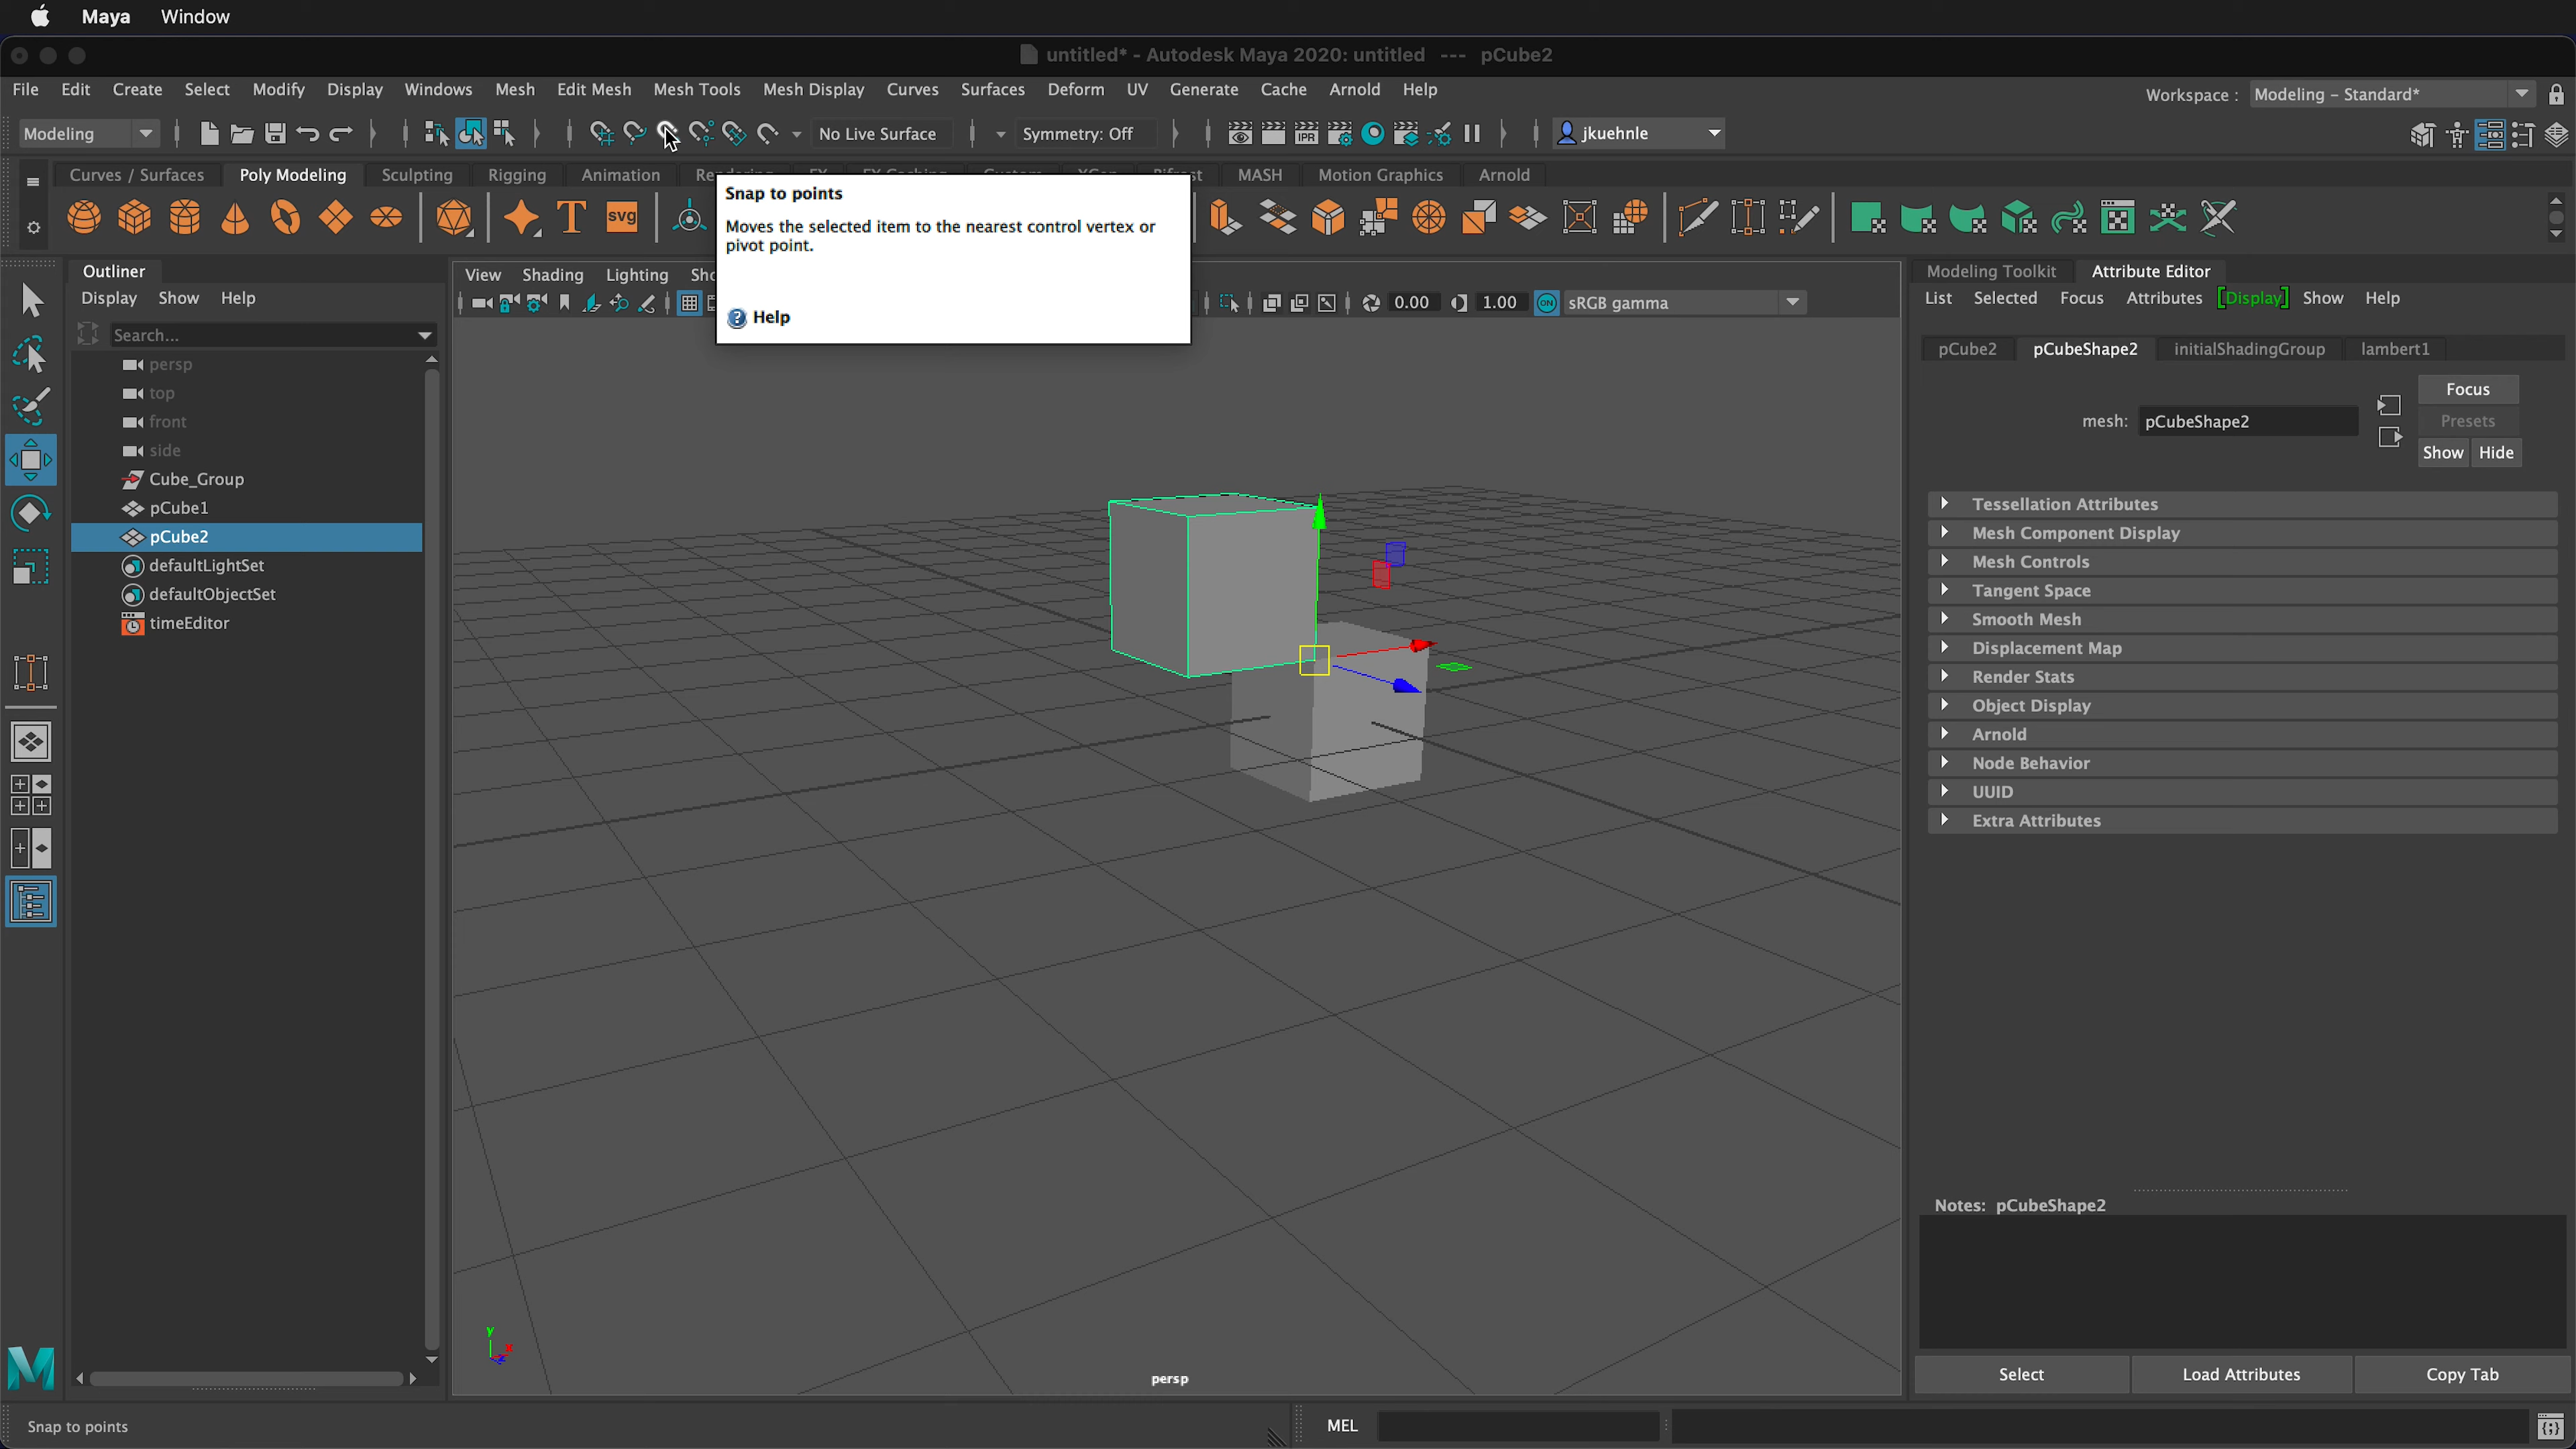 Maya Window
untitled* - Autodesk Maya 2020: untitled --- pCube2
File Edit Create Select Modify Display Windows Mesh Edit Mesh Mesh Tools Mesh Display Curves Surfaces Deform UV Generate Cache Arnold Help
Workspace : Modeling - Standard*
Modeling No Live Surface Symmetry: Off IPR jkuehnle
Curves / Surfaces Poly Modeling Sculpting Rigging Animation MASH Motion Graphics Arnold
T svg
Snap to points
Moves the selected item to the nearest control vertex or
pivot point.
Help
Outliner
Display Show Help
Search...
persp
top
front
side
Cube_Group
pCube1
pCube2
defaultLightSet
defaultObjectSet
timeEditor
View Shading Lighting
0.00 1.00 ON sRGB gamma
y
x
z
persp
Modeling Toolkit Attribute Editor
List Selected Focus Attributes [Display] Show Help
pCube2 pCubeShape2 initialShadingGroup lambert1
mesh: pCubeShape2
Focus
Presets
Show Hide
Tessellation Attributes
Mesh Component Display
Mesh Controls
Tangent Space
Smooth Mesh
Displacement Map
Render Stats
Object Display
Arnold
Node Behavior
UUID
Extra Attributes
Notes: pCubeShape2
Select Load Attributes Copy Tab
Snap to points
MEL